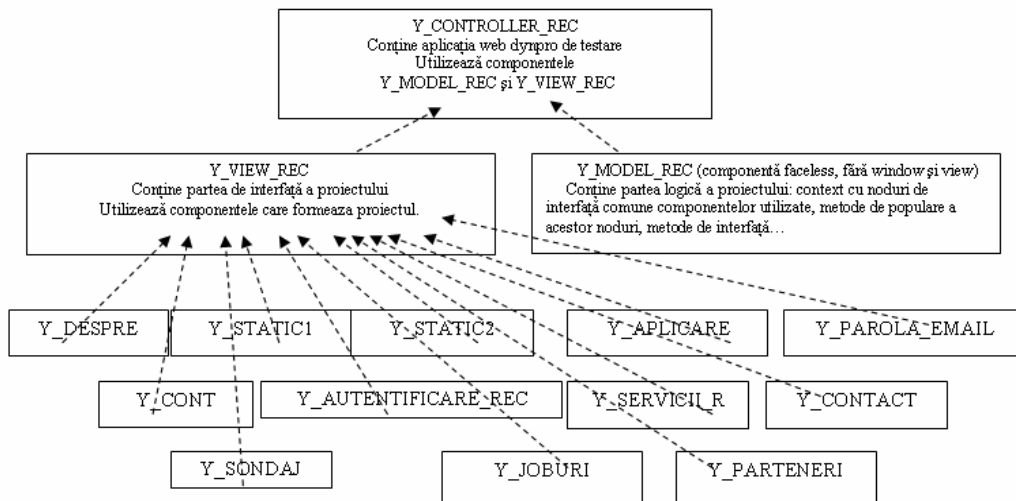 Y_CONTROLLER_REC
Conține aplicația web dynpro de testare
Utilizează componentele
Y_MODEL_REC și Y_VIEW_REC
Y_VIEW_REC
Conține partea de interfață a proiectului
Utilizează componentele care formeaza proiectul.
Y_MODEL_REC (componentă faceless, fără window și view)
Conține partea logică a proiectului: context cu noduri de
interfață comune componentelor utilizate, metode de populare a
acestor noduri, metode de interfață...
Y_DESPRE
Y_STATIC1
Y_STATIC2
Y_APLICARE
Y_PAROLA_EMAIL
Y_CONT
Y_AUTENTIFICARE_REC
Y_SERVICII_R
Y_CONTACT
Y_SONDAJ
Y_JOBURI
Y_PARTENERI